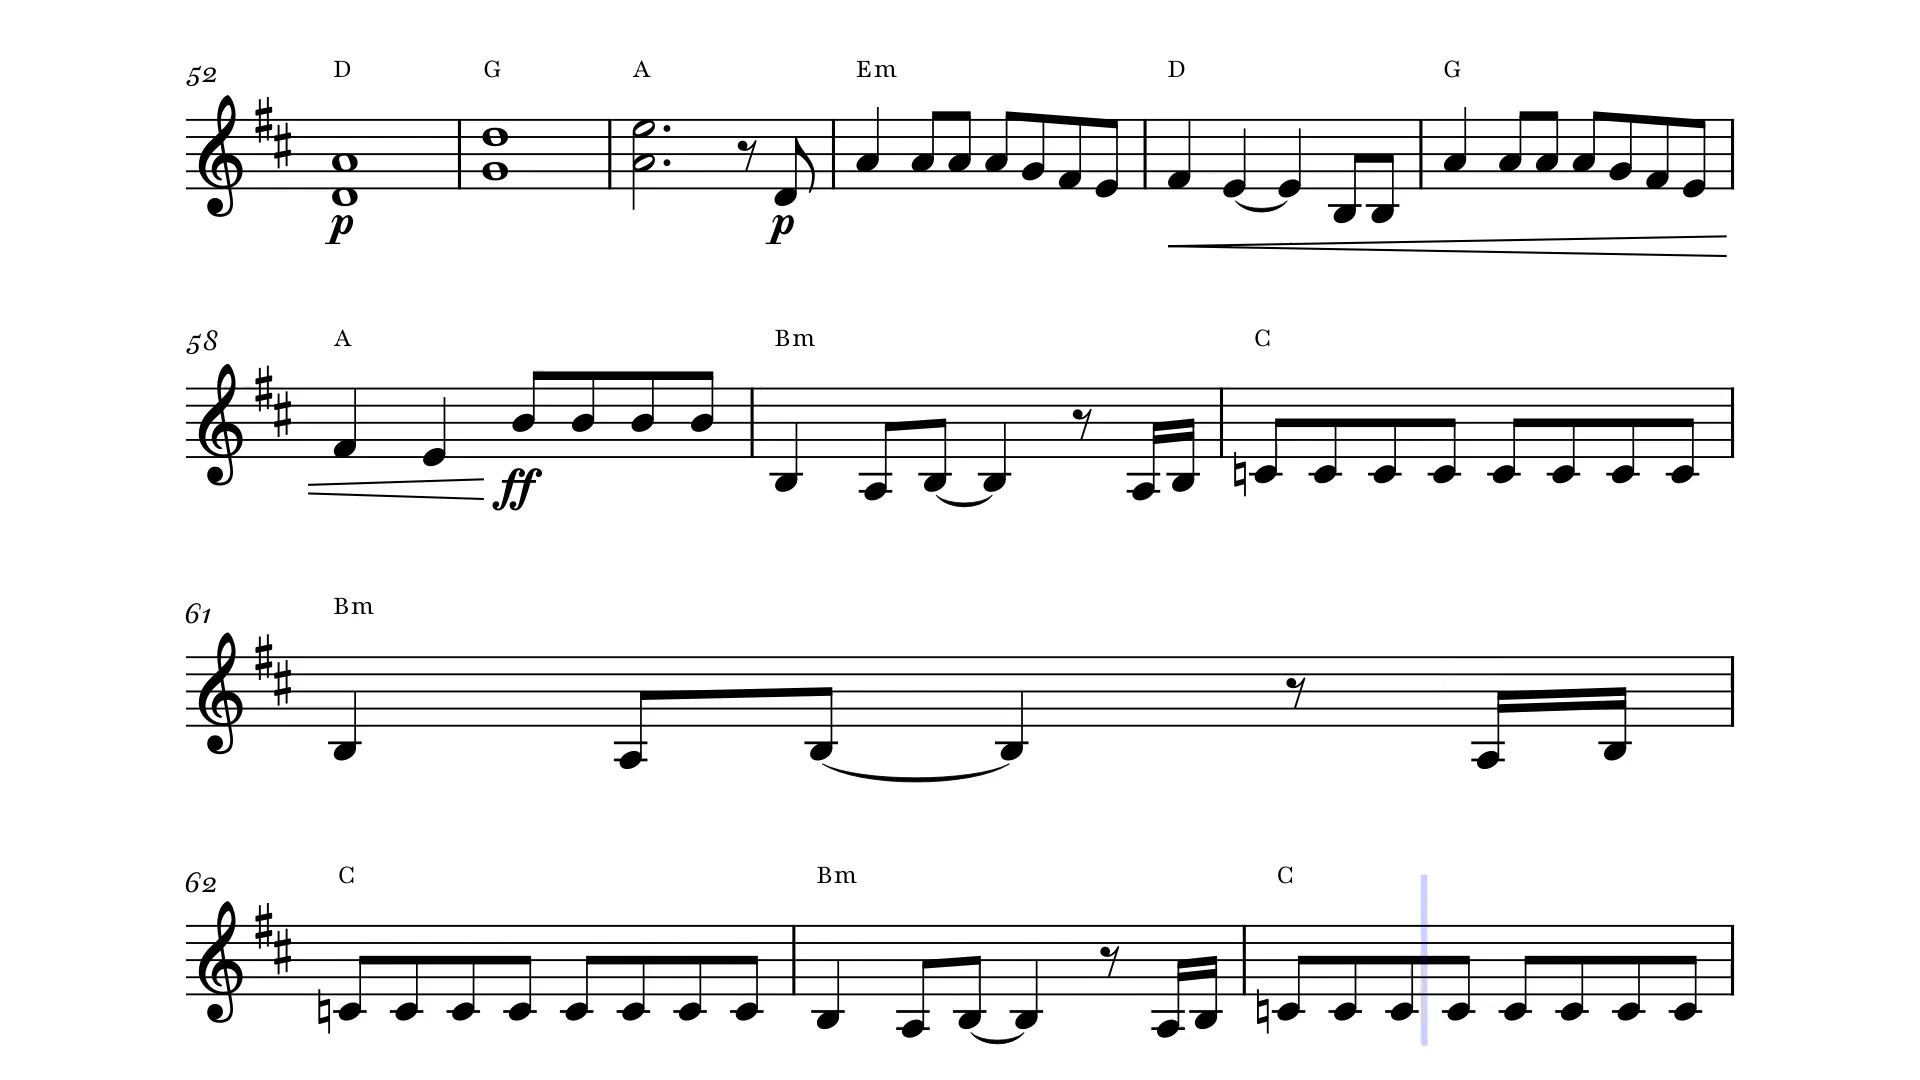 52 D G A Em D G
p p
58 A Bm C
ff
61 Bm
62 C Bm C